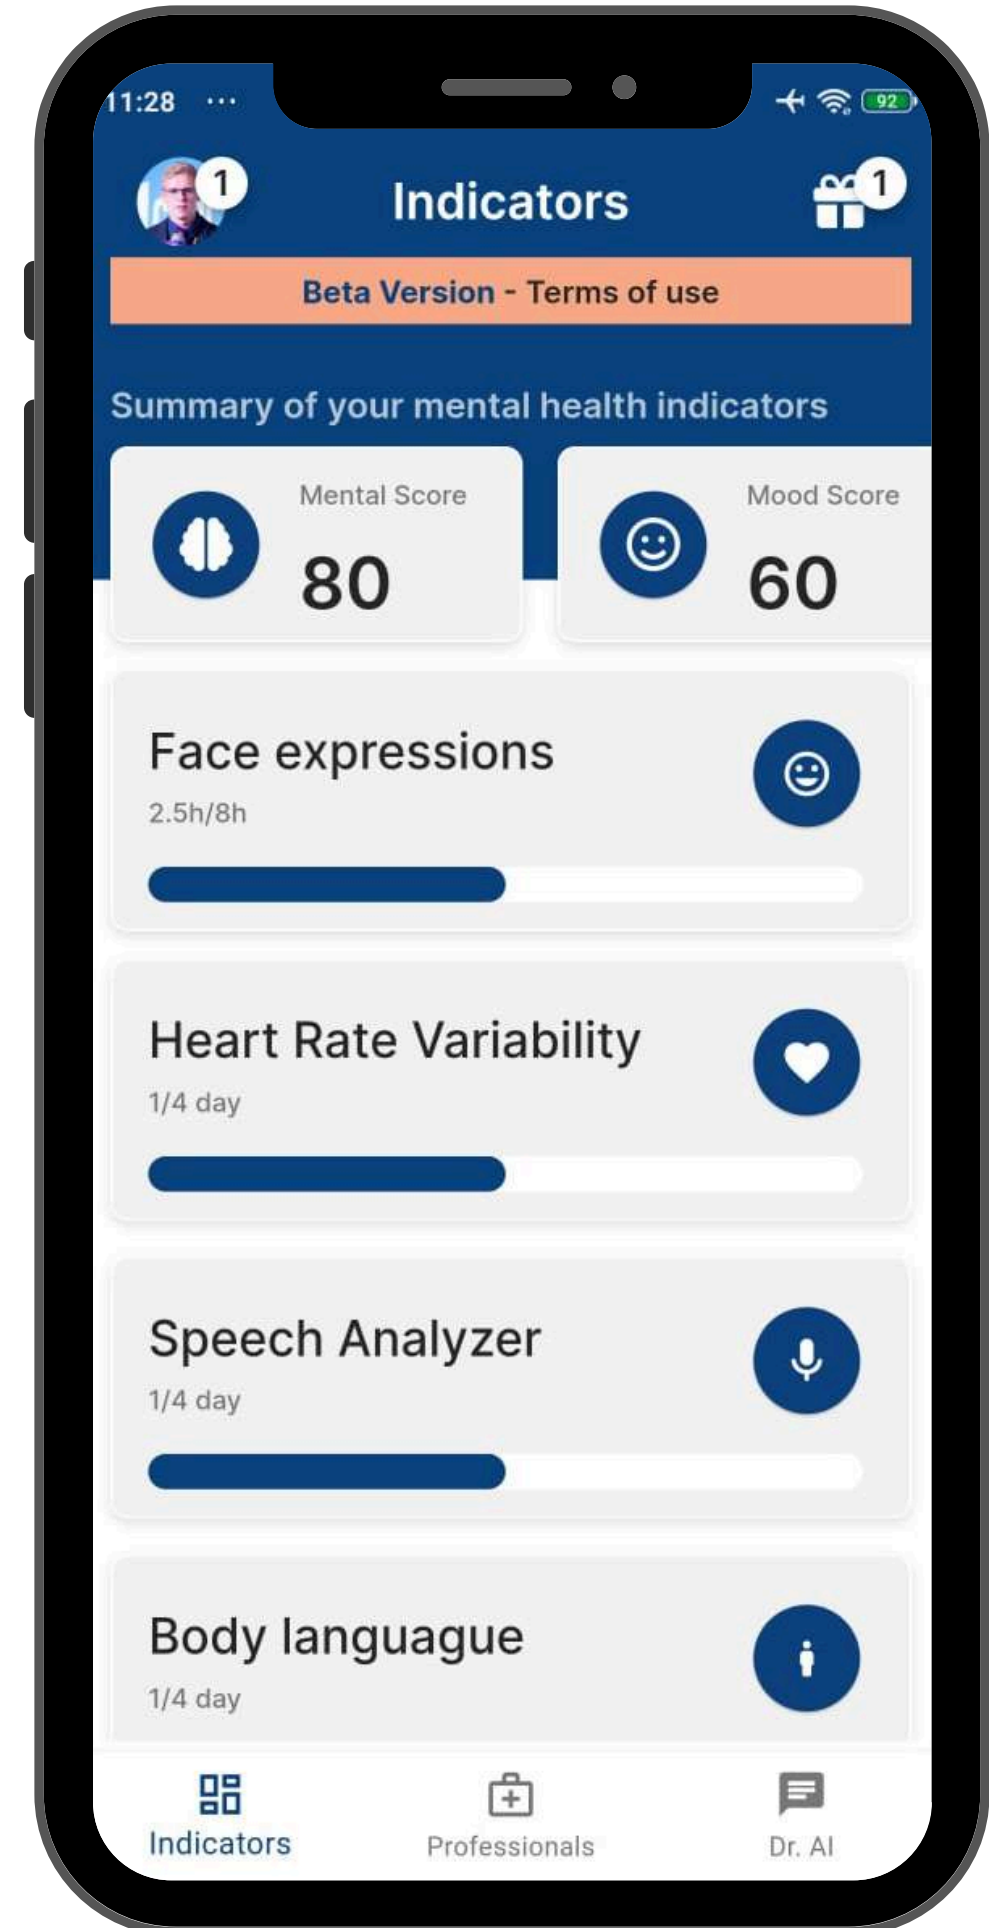 11:28 ...
92
1
Indicators
1
Beta Version - Terms of use
Summary of your mental health indicators
Mental Score
80
Mood Score
60
Face expressions
2.5h/8h
Heart Rate Variability
1/4 day
Speech Analyzer
1/4 day
Body languague
1/4 day
Indicators
Professionals
Dr. AI